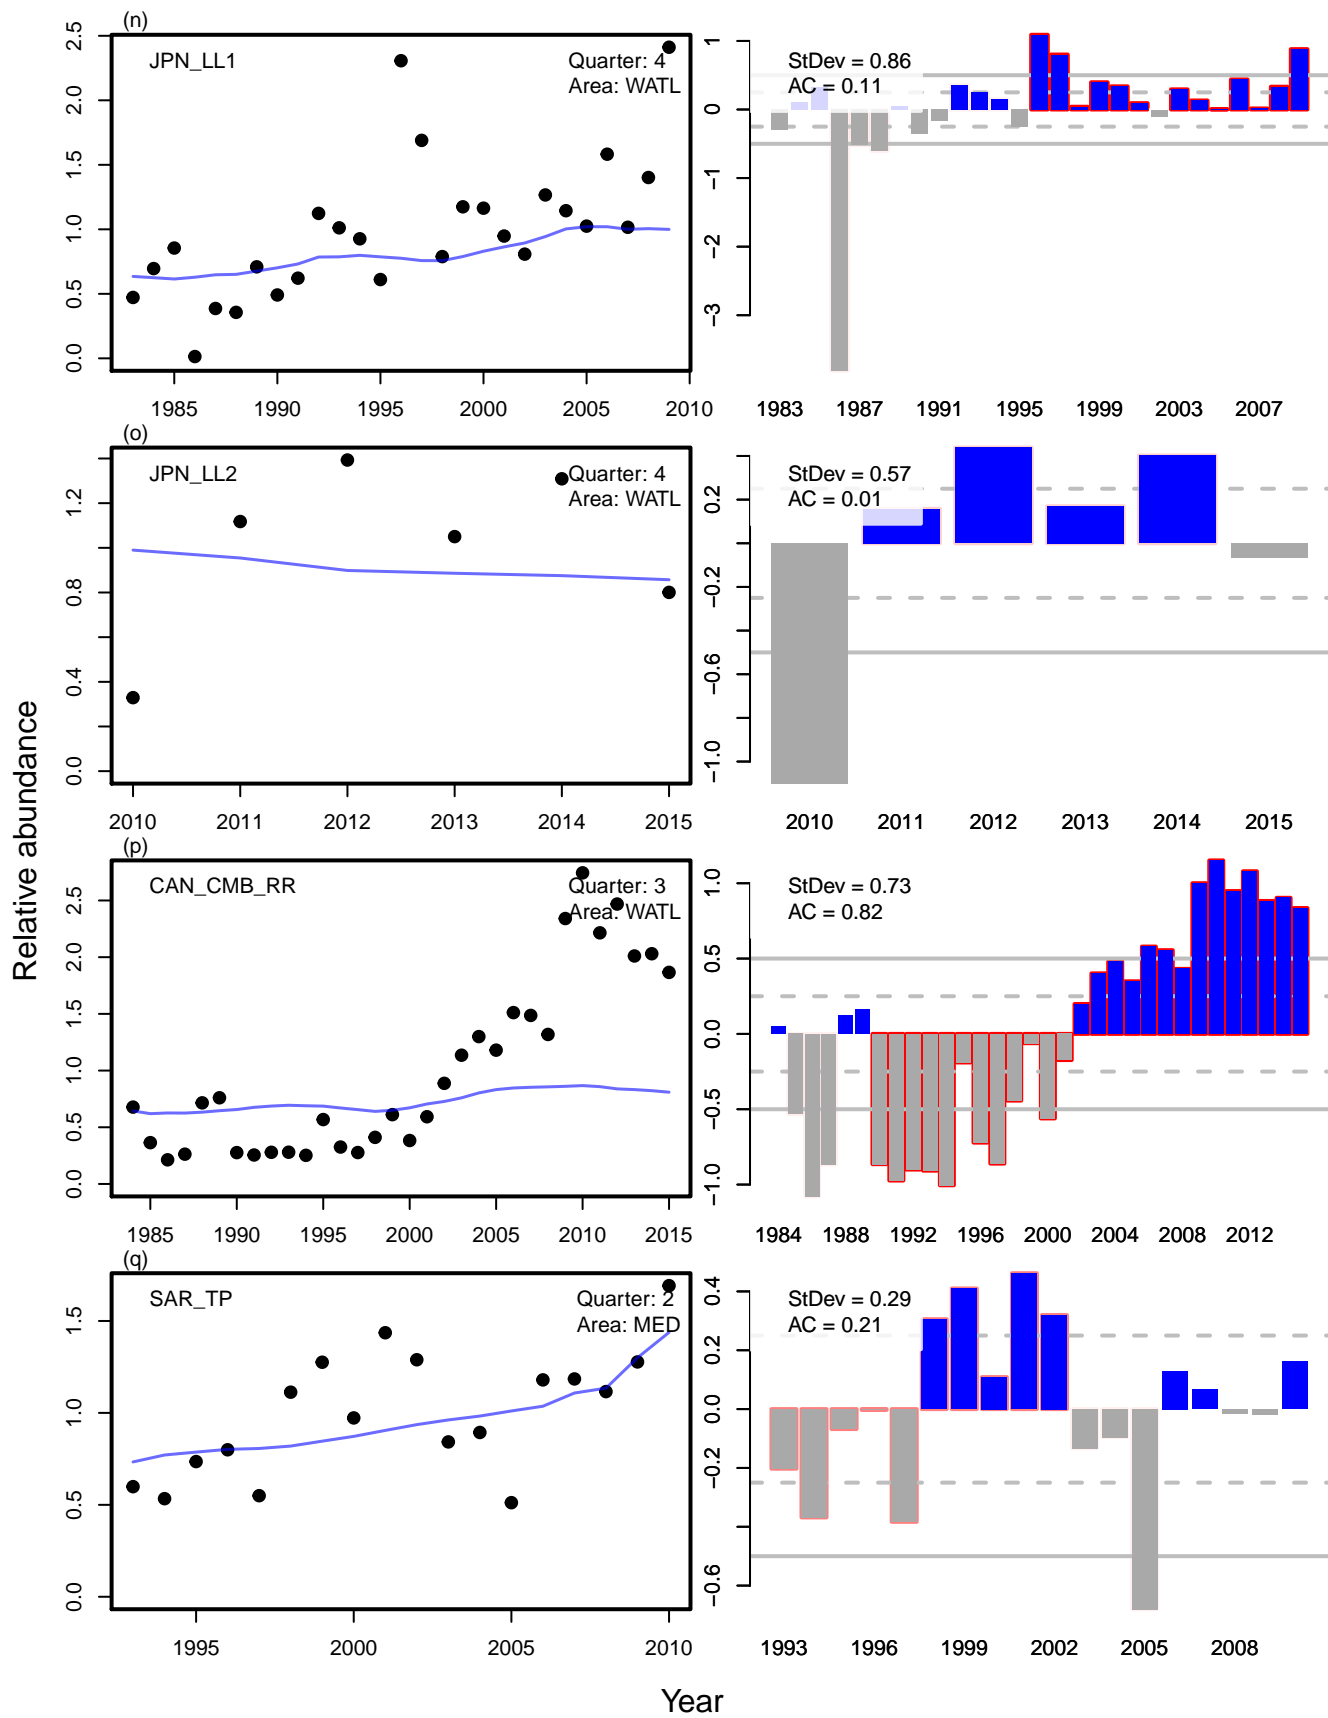 (n)
JPN_LL1
Quarter: 4
Area: WATL
0.0 0.5 1.0 1.5 2.0 2.5
1985 1990 1995 2000 2005 2010
StDev = 0.86
AC = 0.11
−3 −2 −1 0 1
1983 1987 1991 1995 1999 2003 2007
(o)
JPN_LL2
Quarter: 4
Area: WATL
0.0 0.4 0.8 1.2
2010 2011 2012 2013 2014 2015
StDev = 0.57
AC = 0.01
−1.0 −0.6 −0.2 0.2
2010 2011 2012 2013 2014 2015
(p)
CAN_CMB_RR
Quarter: 3
Area: WATL
0.0 0.5 1.0 1.5 2.0 2.5
1985 1990 1995 2000 2005 2010 2015
StDev = 0.73
AC = 0.82
−1.0 −0.5 0.0 0.5 1.0
1984 1988 1992 1996 2000 2004 2008 2012
(q)
SAR_TP
Quarter: 2
Area: MED
0.0 0.5 1.0 1.5
1995 2000 2005 2010
StDev = 0.29
AC = 0.21
−0.6 −0.2 0.0 0.2 0.4
1993 1996 1999 2002 2005 2008
Relative abundance
Year